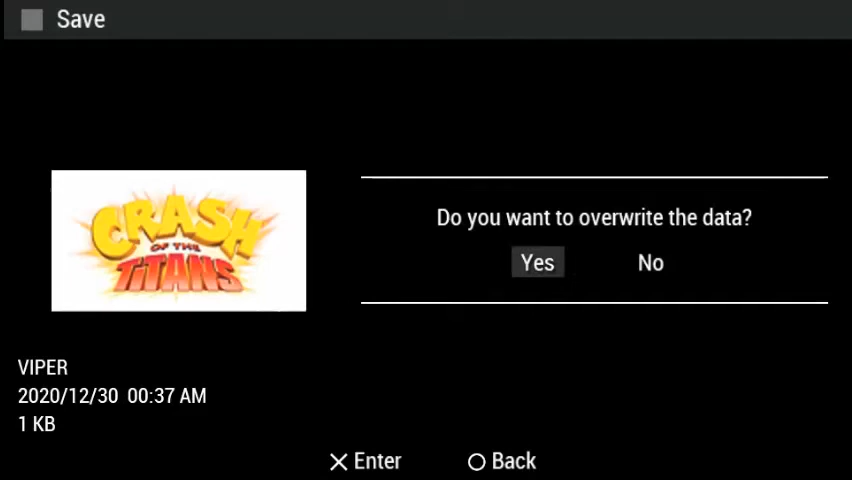 Save
CRASH
OF THE
TITANS
Do you want to overwrite the data?
Yes No
VIPER
2020/12/30 00:37 AM
1 KB
Enter Back